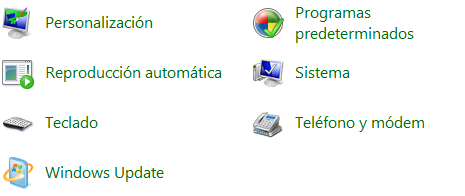 Personalización
Programas
predeterminados
Reproducción automática
Sistema
Teclado
Teléfono y módem
Windows Update